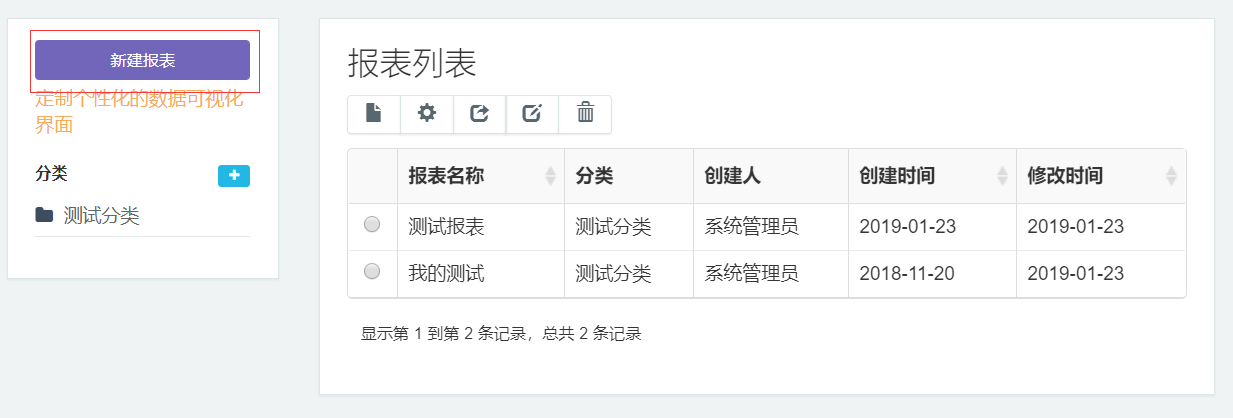 新建报表
定制个性化的数据可视化
界面
分类
测试分类
报表列表
报表名称 分类 创建人 创建时间 修改时间
测试报表 测试分类 系统管理员 2019-01-23 2019-01-23
我的测试 测试分类 系统管理员 2018-11-20 2019-01-23
显示第 1 到第 2 条记录，总共 2 条记录